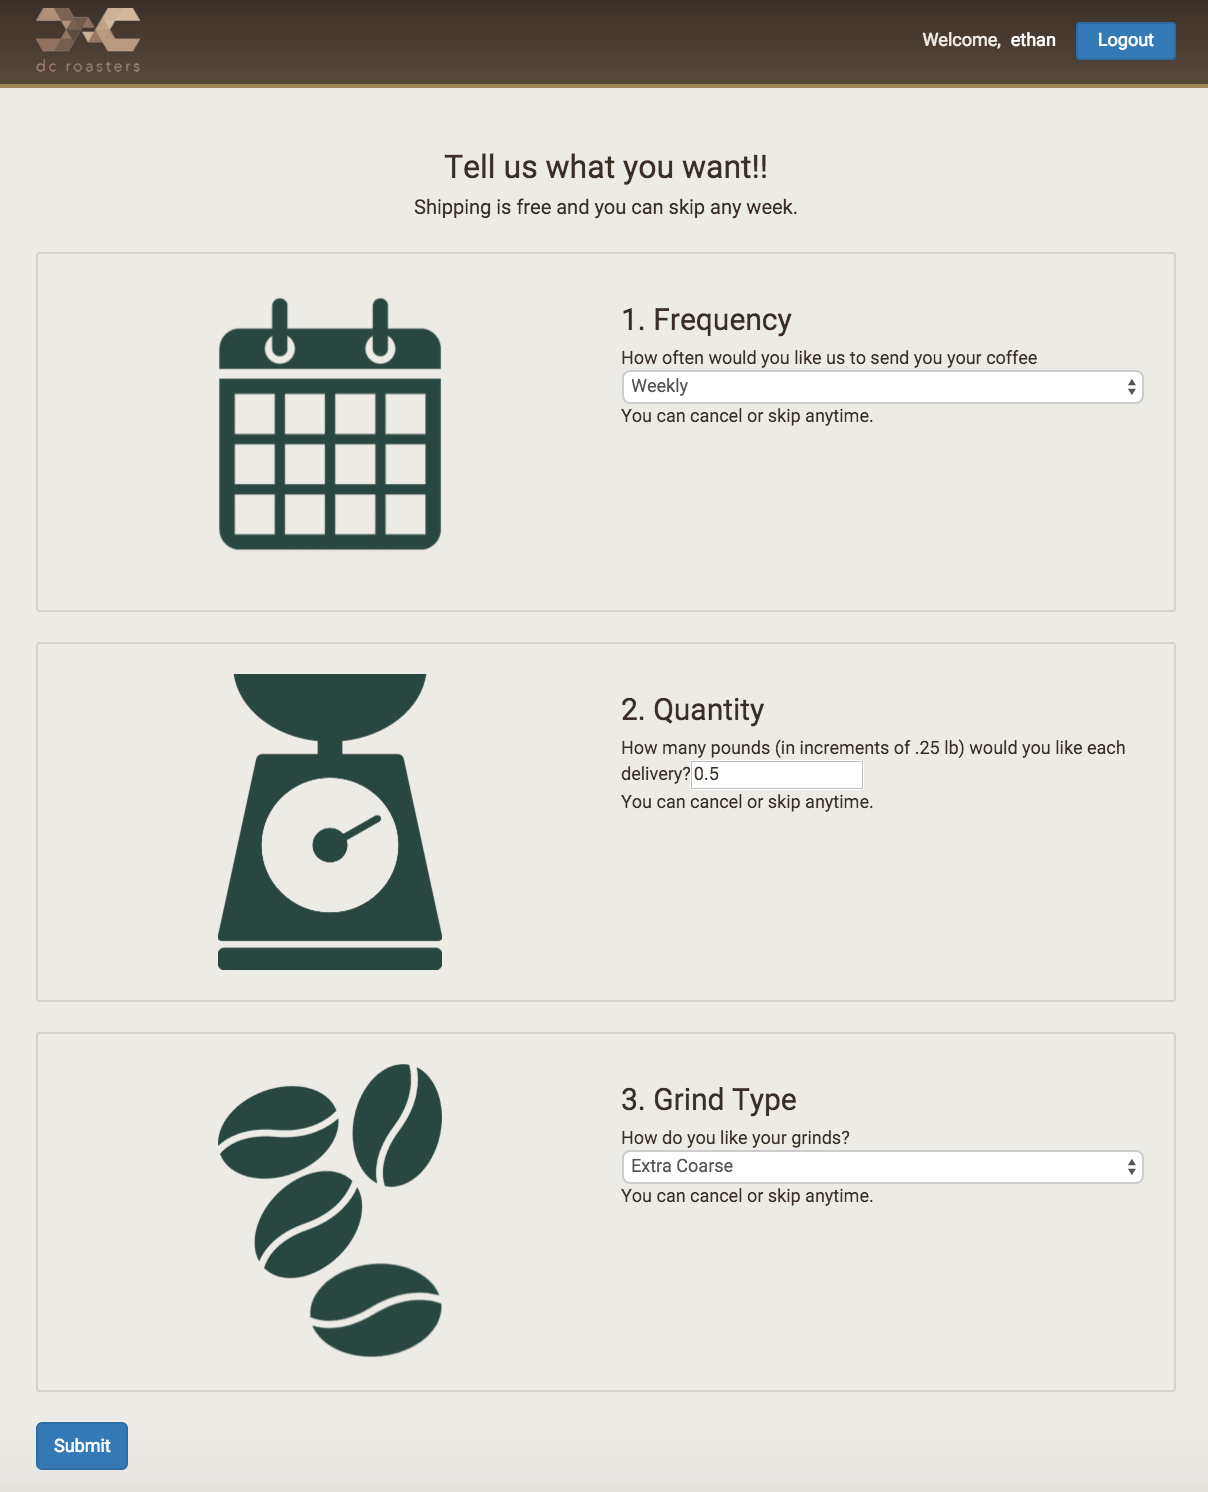 dc roasters
Welcome, ethan
Logout
Tell us what you want!!
Shipping is free and you can skip any week.
1. Frequency
How often would you like us to send you your coffee
Weekly
You can cancel or skip anytime.
2. Quantity
How many pounds (in increments of .25 lb) would you like each
delivery? 0.5
You can cancel or skip anytime.
3. Grind Type
How do you like your grinds?
Extra Coarse
You can cancel or skip anytime.
Submit